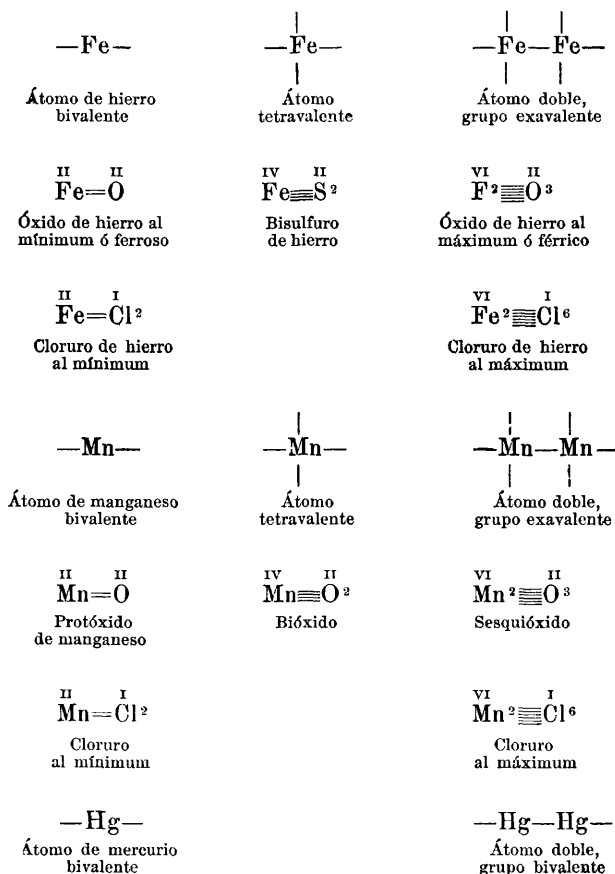 —Fe— —Fe— —Fe—Fe—
Átomo de hierro bivalente
Átomo tetravalente
Átomo doble, grupo exavalente
II II
Fe=O
Óxido de hierro al
mínimum ó ferroso
IV II
Fe≣S²
Bisulfuro
de hierro
VI II
F²≣O³
Óxido de hierro al
máximum ó férrico
II I
Fe=Cl²
Cloruro de hierro
al mínimum
VI I
Fe²≣Cl⁶
Cloruro de hierro
al máximum
—Mn— —Mn— —Mn—Mn—
Átomo de manganeso
bivalente
Átomo
tetravalente
Átomo doble,
grupo exavalente
II II
Mn=O
Protóxido
de manganeso
IV II
Mn≣O²
Bióxido
VI II
Mn²≣O³
Sesquióxido
II I
Mn=Cl²
Cloruro
al mínimum
VI I
Mn²≣Cl⁶
Cloruro
al máximum
—Hg— —Hg—Hg—
Átomo de mercurio
bivalente
Átomo doble,
grupo bivalente